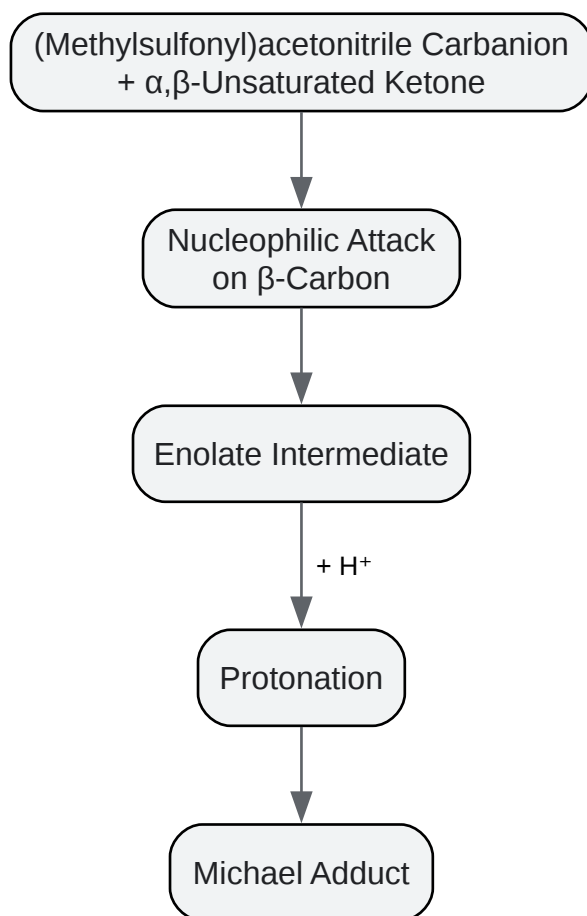 (Methylsulfonyl)acetonitrile Carbanion
+ α,β-Unsaturated Ketone
Nucleophilic Attack
on β-Carbon
Enolate Intermediate
+ H⁺
Protonation
Michael Adduct